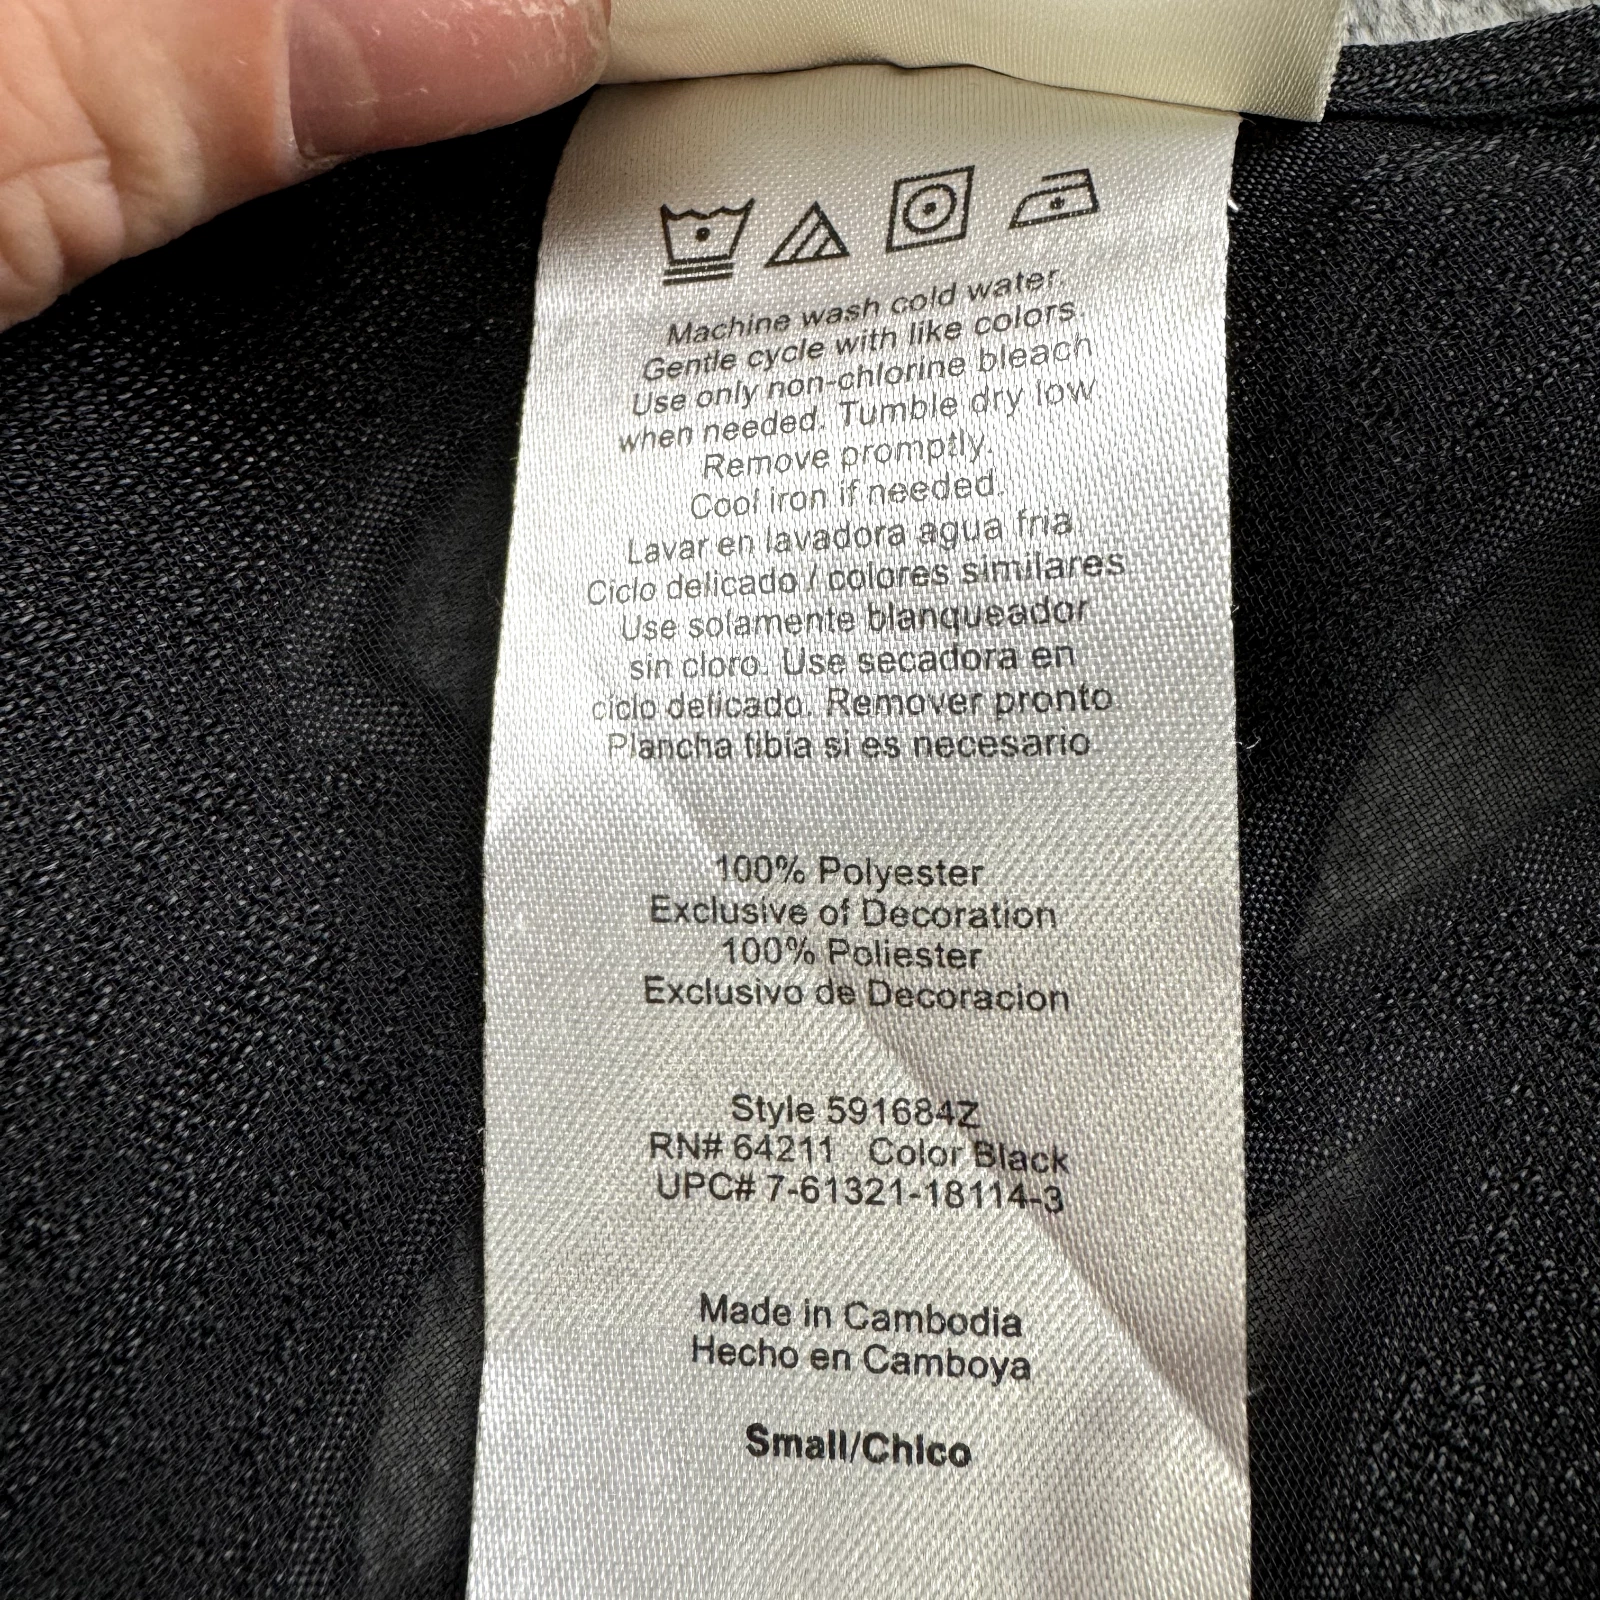 Machine wash cold water.
Gentle cycle with like colors.
Use only non-chlorine bleach
when needed. Tumble dry low
Remove promptly.
Cool iron if needed.
Lavar en lavadora agua fria
Ciclo delicado / colores similares
Use solamente blanqueador
sin cloro. Use secadora en
ciclo delicado. Remover pronto
Plancha tibia si es necesario
100% Polyester
Exclusive of Decoration
100% Poliester
Exclusivo de Decoracion
Style 591684Z
RN# 64211 Color Black
UPC# 7-61321-18114-3
Made in Cambodia
Hecho en Camboya
Small/Chico